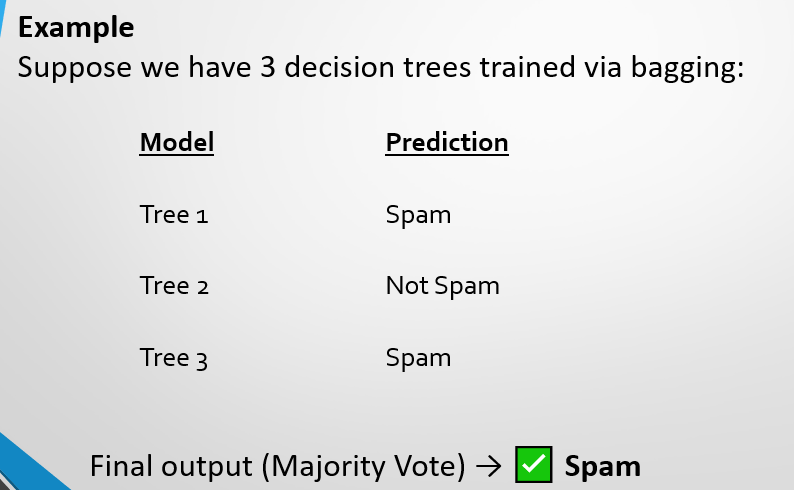 Example
Suppose we have 3 decision trees trained via bagging:
Model Prediction
Tree 1 Spam
Tree 2 Not Spam
Tree 3 Spam
Final output (Majority Vote) → ✅ Spam